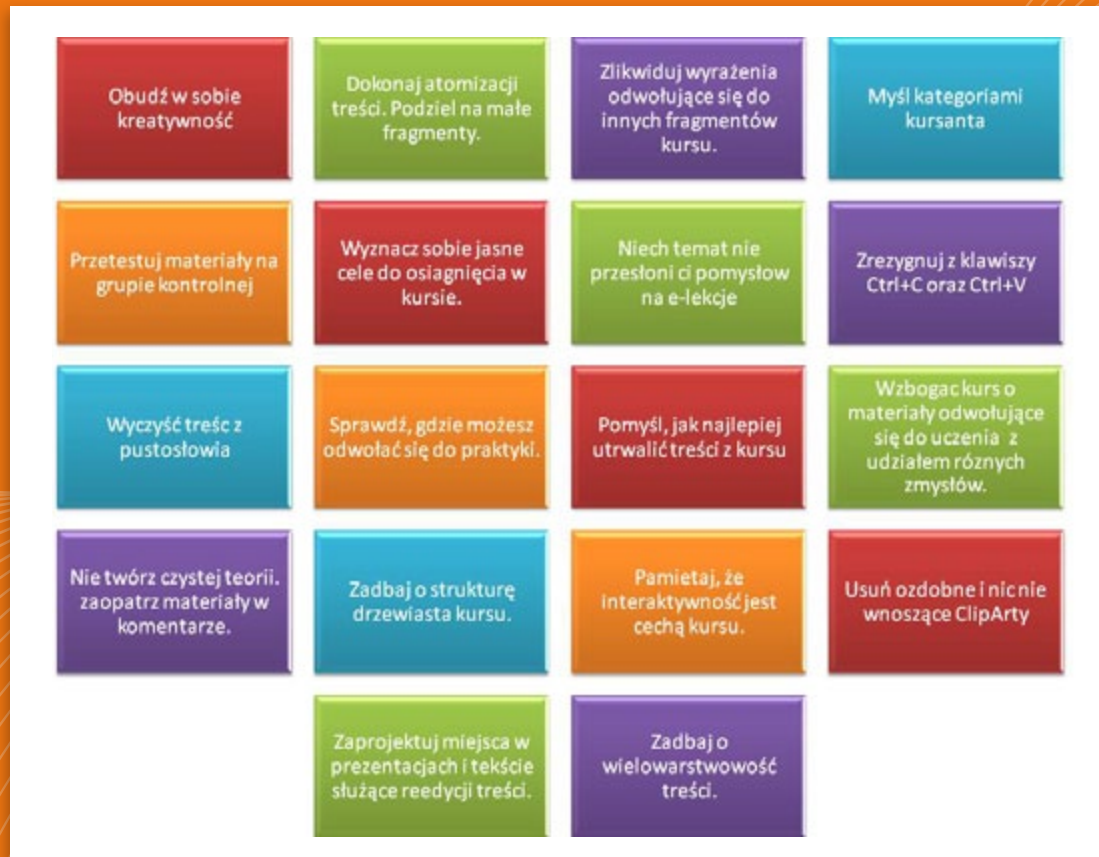 Obudź w sobie
kreatywność
Dokonaj atomizacji
treści. Podziel na małe
fragmenty.
Zlikwiduj wyrażenia
odwołujące się do
innych fragmentów
kursu.
Myśl kategoriami
kursanta
Przetestuj materiały na
grupie kontrolnej
Wyznacz sobie jasne
cele do osiagnięcia w
kursie.
Niech temat nie
przesłoni ci pomysłow
na e-lekcje
Zrezygnuj z klawiszy
Ctrl+C oraz Ctrl+V
Wyczyść treśc z
pustosłowia
Sprawdź, gdzie możesz
odwołać się do praktyki.
Pomyśl, jak najlepiej
utrwalić treści z kursu
Wzbogac kurs o
materiały odwołujące
się do uczenia z
udziałem róznych
zmysłów.
Nie twórz czystej teorii.
zaopatrz materiały w
komentarze.
Zadbaj o strukturę
drzewiasta kursu.
Pamietaj, że
interaktywność jest
cechą kursu.
Usuń ozdobne i nic nie
wnoszące ClipArty
Zaprojektuj miejsca w
prezentacjach i tekście
służące reedycji treści.
Zadbaj o
wielowarstwowość
treści.